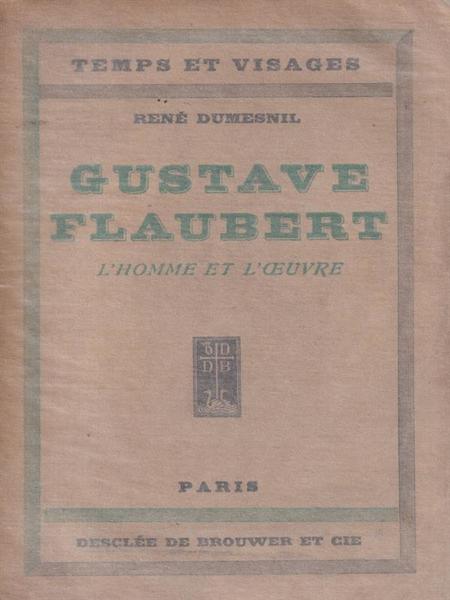 TEMPS ET VISAGES
RENÉ DUMESNIL
GUSTAVE
FLAUBERT
L'HOMME ET L'ŒUVRE
D D
D B
PARIS
DESCLÉE DE BROUWER ET CIE